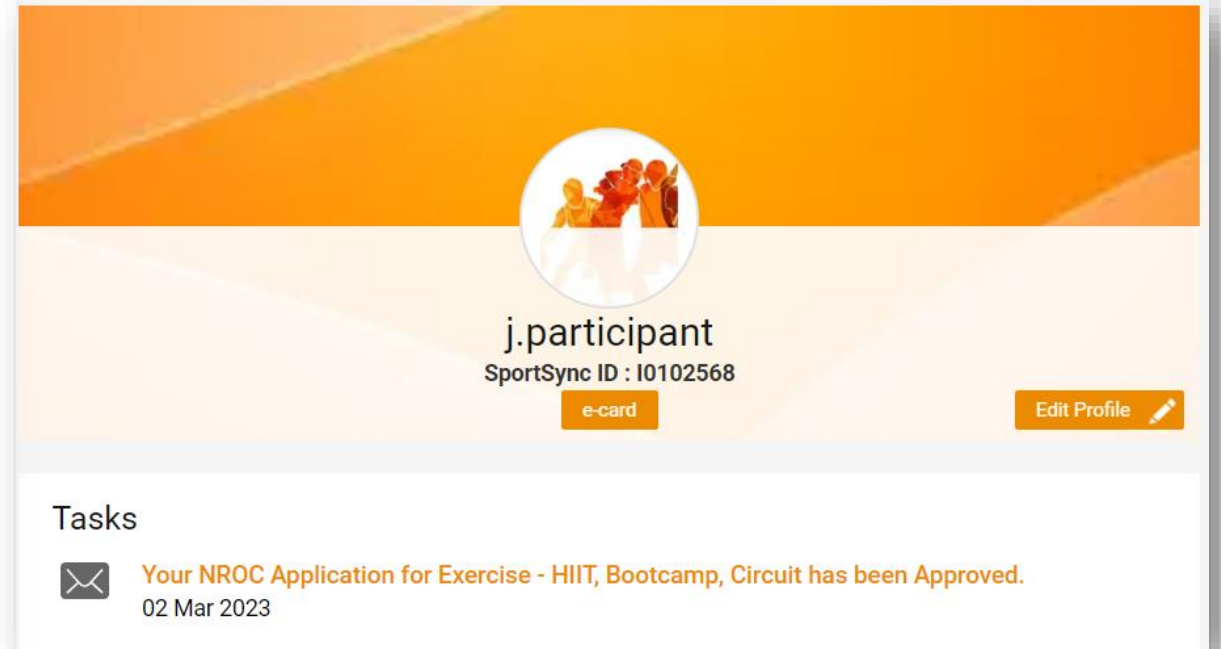 j.participant
SportSync ID : I0102568
e-card
Edit Profile
Tasks
Your NROC Application for Exercise - HIIT, Bootcamp, Circuit has been Approved.
02 Mar 2023